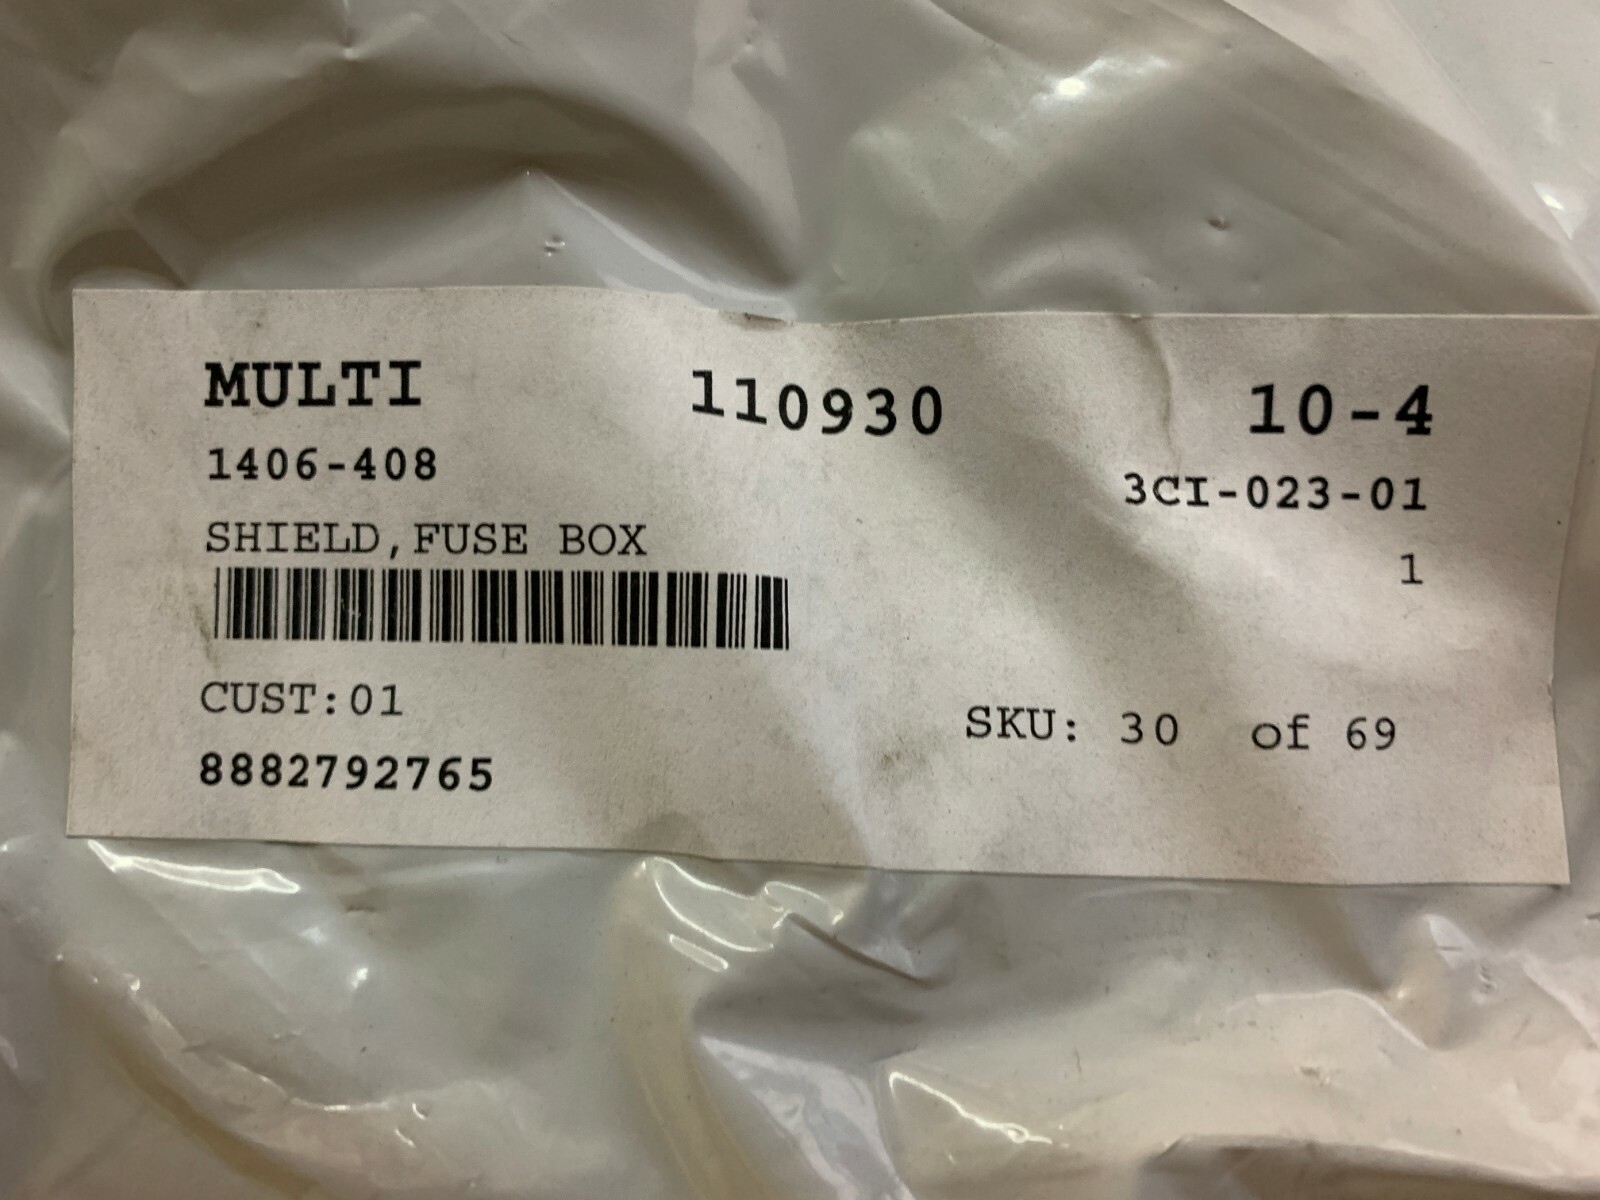 MULTI 110930 10-4
1406-408 3CI-023-01
SHIELD,FUSE BOX 1
CUST:01 SKU: 30 of 69
8882792765